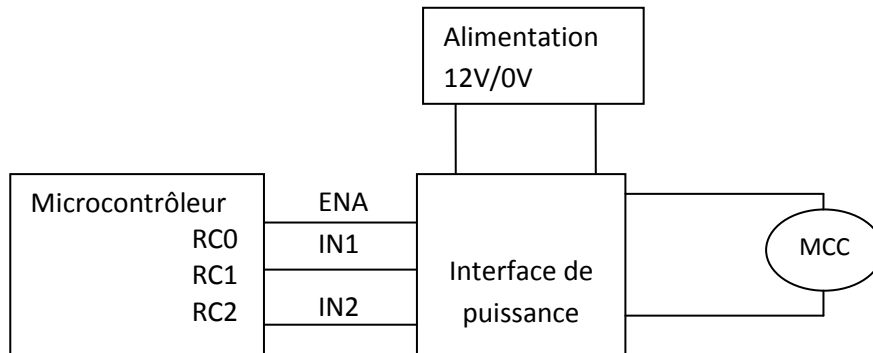 Alimentation
12V/0V
Microcontrôleur
RC0
RC1
RC2
ENA
IN1
IN2
Interface de
puissance
MCC